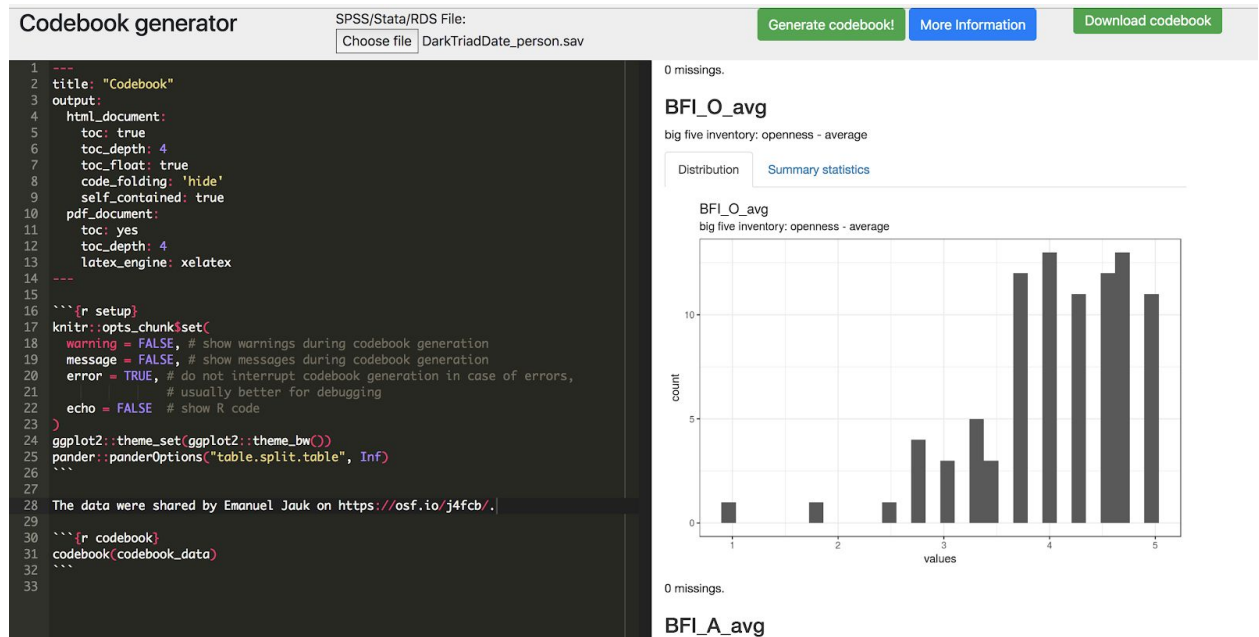 Codebook generator
SPSS/Stata/RDS File:
Choose file DarkTriadDate_person.sav
Generate codebook!
More Information
Download codebook
1 ---
2 title: "Codebook"
3 output:
4   html_document:
5     toc: true
6     toc_depth: 4
7     toc_float: true
8     code_folding: 'hide'
9     self_contained: true
10   pdf_document:
11     toc: yes
12     toc_depth: 4
13     latex_engine: xelatex
14 ---
15
16 ```{r setup}
17 knitr::opts_chunk$set(
18   warning = FALSE, # show warnings during codebook generation
19   message = FALSE, # show messages during codebook generation
20   error = TRUE, # do not interrupt codebook generation in case of errors,
21                 # usually better for debugging
22   echo = FALSE  # show R code
23 )
24 ggplot2::theme_set(ggplot2::theme_bw())
25 pander::panderOptions("table.split.table", Inf)
26 ```
27
28 The data were shared by Emanuel Jauk on https://osf.io/j4fcb/.
29
30 ```{r codebook}
31 codebook(codebook_data)
32 ```
33
0 missings.
BFI_O_avg
big five inventory: openness - average
Distribution
Summary statistics
BFI_O_avg
big five inventory: openness - average
10
5
0
count
1 2 3 4 5
values
0 missings.
BFI_A_avg